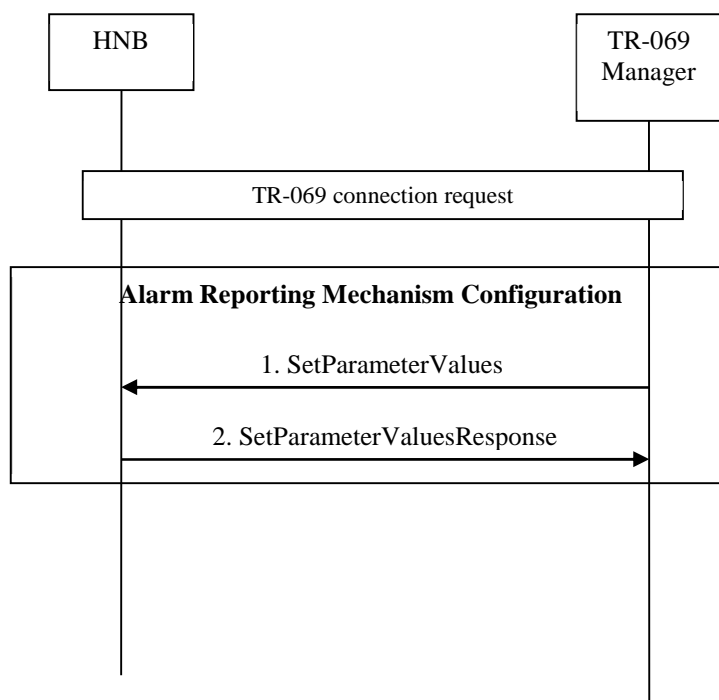 HNB
TR-069
Manager
TR-069 connection request
Alarm Reporting Mechanism Configuration
1. SetParameterValues
2. SetParameterValuesResponse